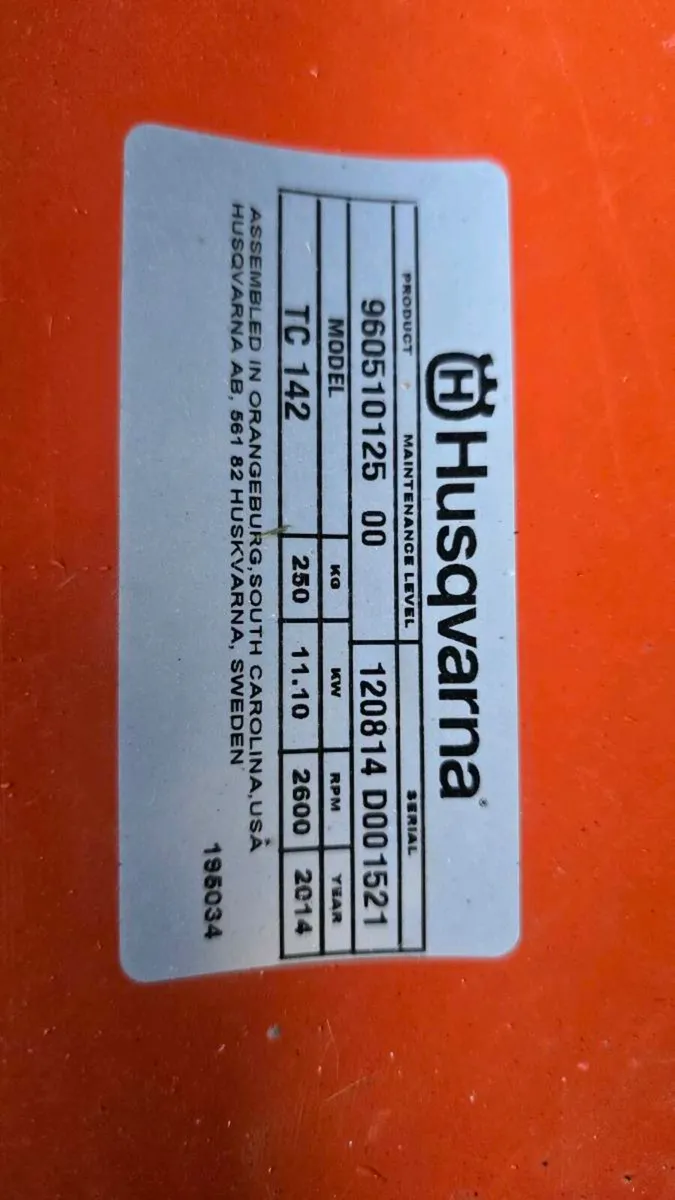 Husqvarna®
PRODUCT MAINTENANCE LEVEL SERIAL
960510125 00 120814 D001521
MODEL KG KW RPM YEAR
TC 142 250 11.10 2600 2014
ASSEMBLED IN ORANGEBURG, SOUTH CAROLINA, USA
HUSQVARNA AB, 561 82 HUSKVARNA, SWEDEN
195034